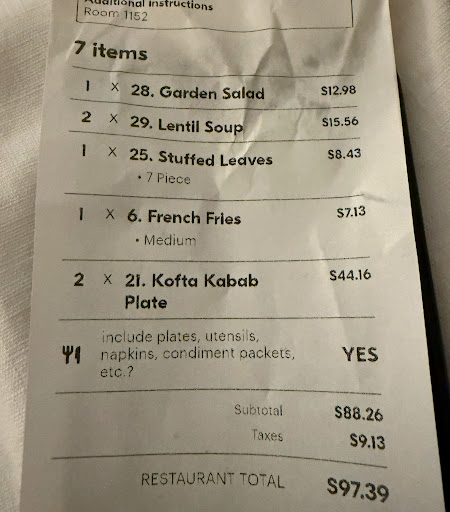 Additional Instructions
Room 1152
7 items
1 X 28. Garden Salad $12.98
2 X 29. Lentil Soup $15.56
1 X 25. Stuffed Leaves $8.43
• 7 Piece
1 X 6. French Fries $7.13
• Medium
2 X 21. Kofta Kabab $44.16
Plate
include plates, utensils,
napkins, condiment packets, YES
etc.?
Subtotal $88.26
Taxes $9.13
RESTAURANT TOTAL $97.39